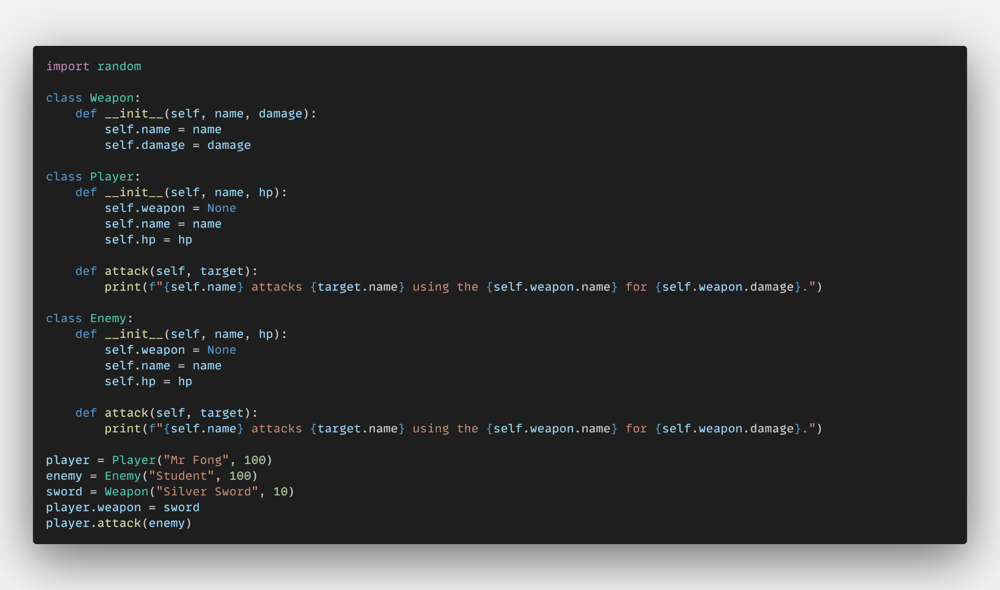 import random
class Weapon:
    def __init__(self, name, damage):
        self.name = name
        self.damage = damage
class Player:
    def __init__(self, name, hp):
        self.weapon = None
        self.name = name
        self.hp = hp
    def attack(self, target):
        print(f"{self.name} attacks {target.name} using the {self.weapon.name} for {self.weapon.damage}.")
class Enemy:
    def __init__(self, name, hp):
        self.weapon = None
        self.name = name
        self.hp = hp
    def attack(self, target):
        print(f"{self.name} attacks {target.name} using the {self.weapon.name} for {self.weapon.damage}.")
player = Player("Mr Fong", 100)
enemy = Enemy("Student", 100)
sword = Weapon("Silver Sword", 10)
player.weapon = sword
player.attack(enemy)